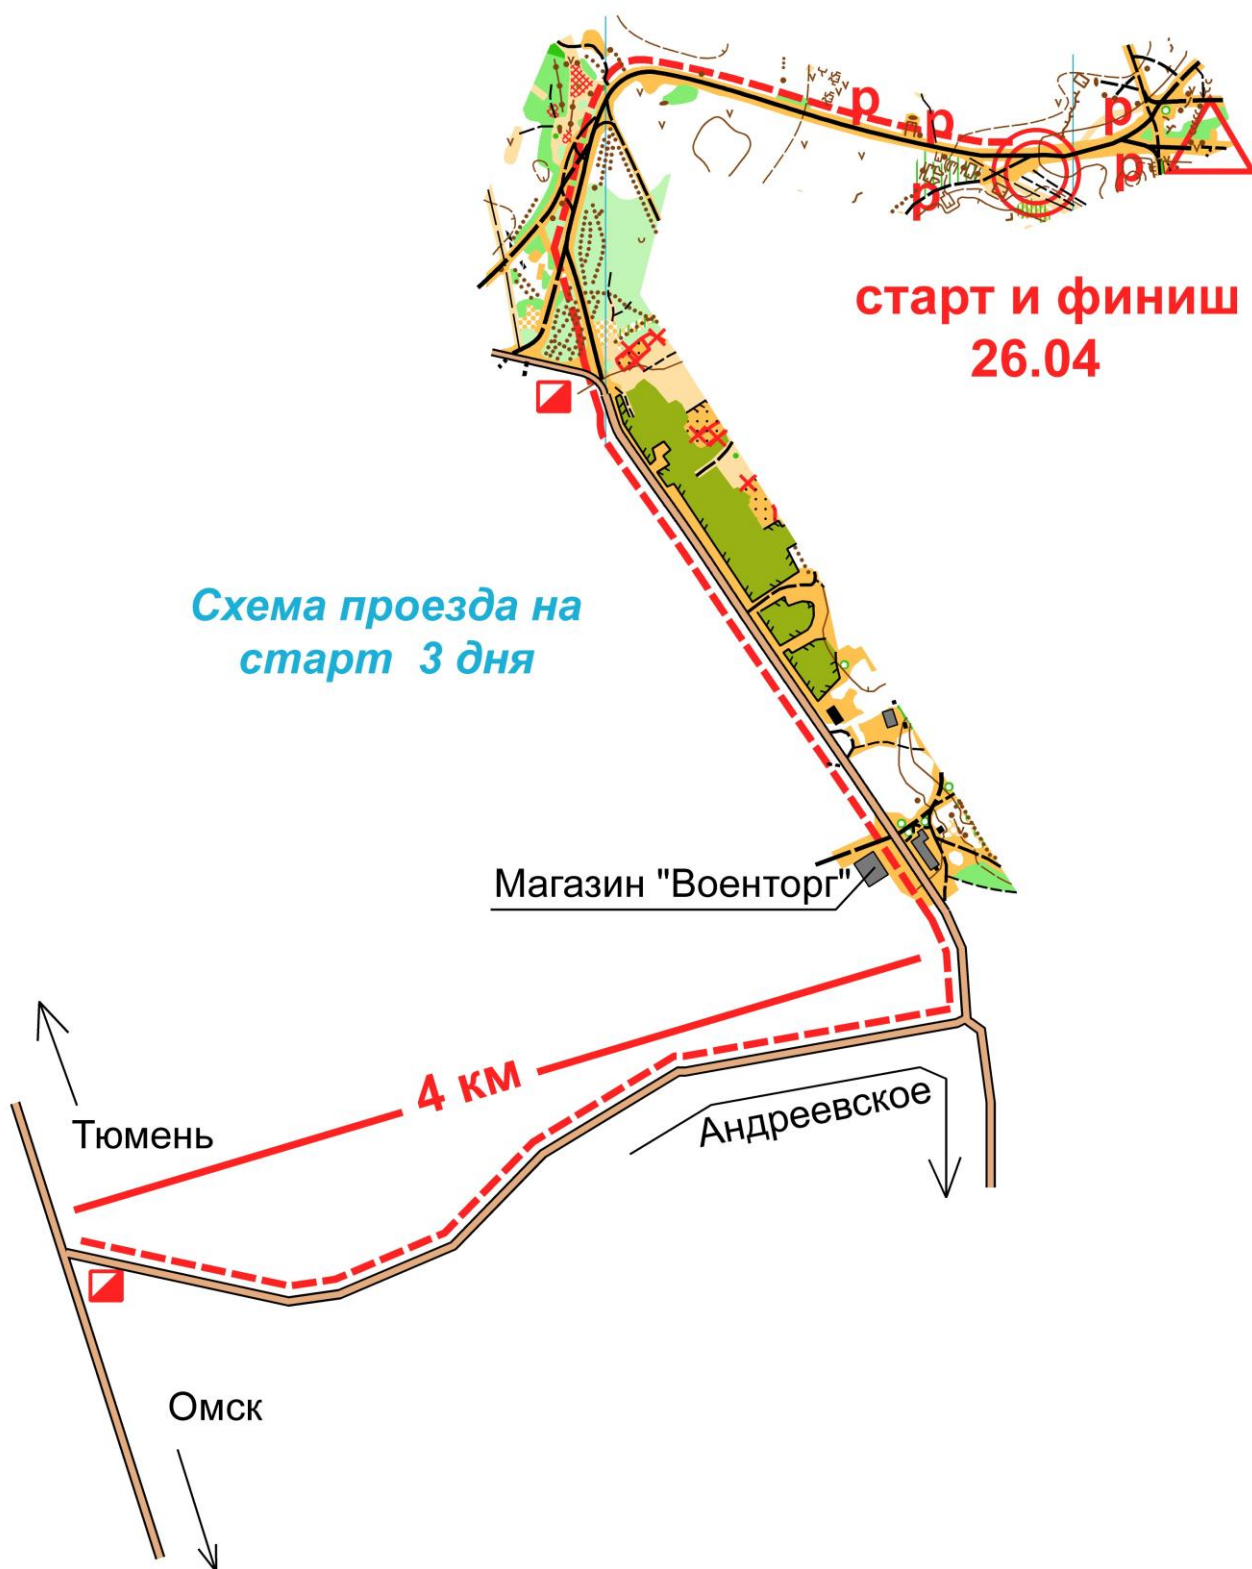 р
р
р
р
р
старт и финиш
26.04
Схема проезда на
старт 3 дня
Магазин "Военторг"
4 км
Андреевское
Тюмень
Омск